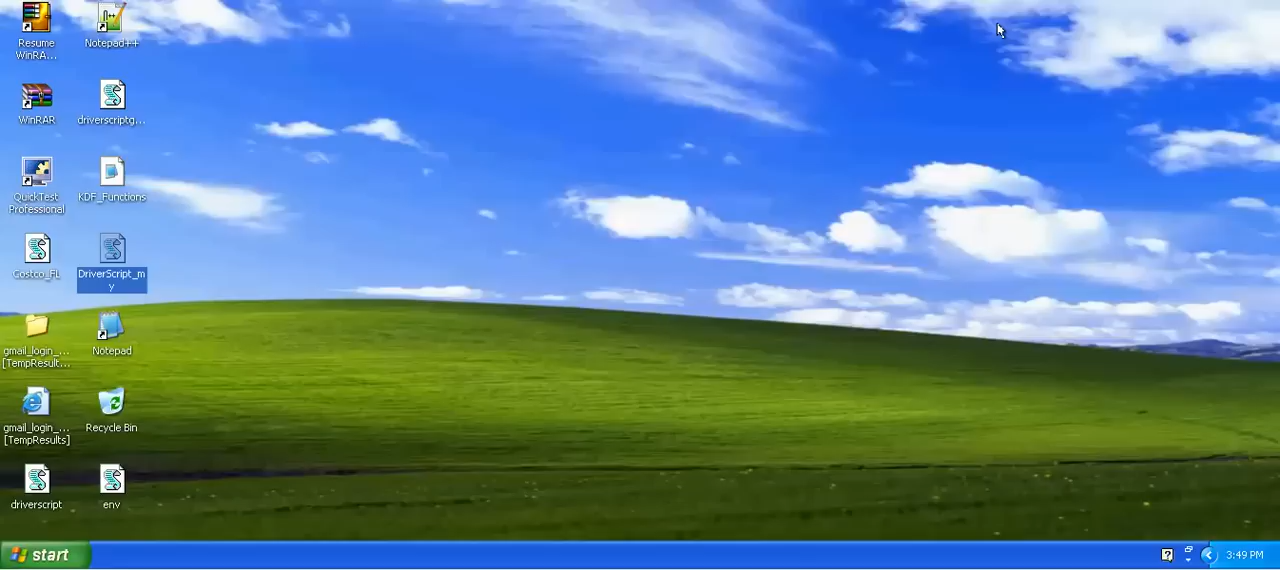 Resume
WinRA...
Notepad++
WinRAR
driverscriptg...
QuickTest
Professional
KDF_Functions
Costco_FL
DriverScript_m
y
gmail_login_...
[TempResult...
Notepad
gmail_login_...
[TempResults]
Recycle Bin
driverscript
env
start
?
3:49 PM